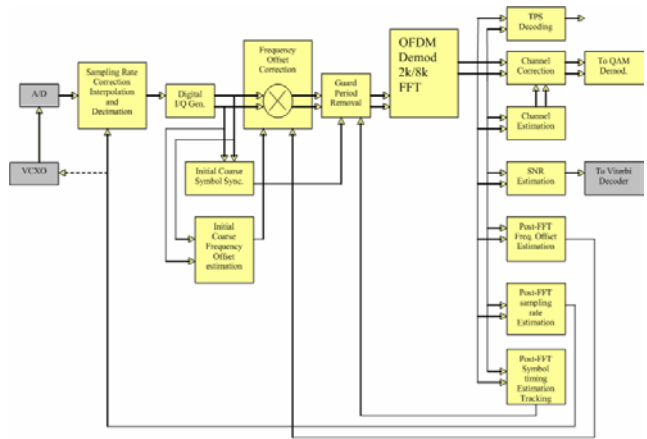 A/D
VCXO
Sampling Rate
Correction
Interpolation
and
Decimation
Digital
I/Q Gen.
Frequency
Offset
Correction
Initial Coarse
Symbol Sync.
Initial
Coarse
Frequency
Offset
estimation
Guard
Period
Removal
OFDM
Demod
2k/8k
FFT
TPS
Decoding
Channel
Correction
To QAM
Demod.
Channel
Estimation
SNR
Estimation
To Viterbi
Decoder
Post-FFT
Freq. Offset
Estimation
Post-FFT
sampling
rate
Estimation
Post-FFT
Symbol
timing
Estimation
Tracking